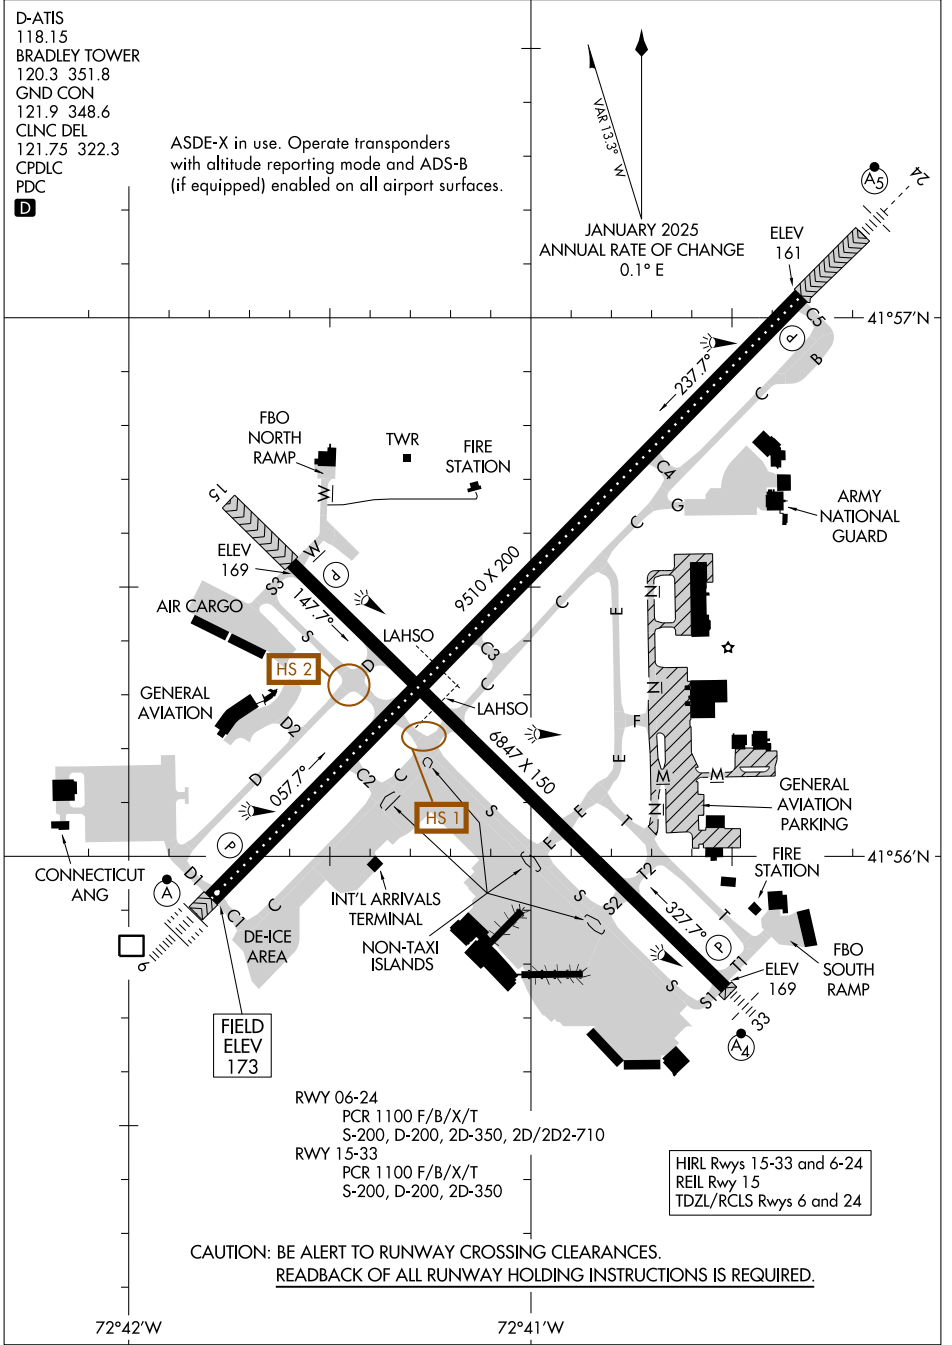 D-ATIS
118.15
BRADLEY TOWER
120.3 351.8
GND CON
121.9 348.6
CLNC DEL
121.75 322.3
CPDLC
PDC
D
ASDE-X in use. Operate transponders
with altitude reporting mode and ADS-B
(if equipped) enabled on all airport surfaces.
VAR 13.3° W
JANUARY 2025
ANNUAL RATE OF CHANGE
0.1° E
A5
24
ELEV
161
C5
41°57'N
P
B
237.7°
C
FBO
NORTH
RAMP
TWR
FIRE
STATION
C4
G
ARMY
NATIONAL
GUARD
W
15
C
ELEV
169
W
P
9510 X 200
S3
147.7°
C
E
N
AIR CARGO
S
LAHSO
C3
D
HS 2
C
N
GENERAL
AVIATION
LAHSO
D2
F
6847 X 150
D
057.7°
C2
C
C
E
M
M
N
GENERAL
AVIATION
PARKING
HS 1
S
E
T
E
P
CONNECTICUT
ANG
A
D1
C1
C
DE-ICE
AREA
INT'L ARRIVALS
TERMINAL
NON-TAXI
ISLANDS
S
S2
T2
41°56'N
FIRE
STATION
T
327.7°
P
T1
FBO
SOUTH
RAMP
ELEV
169
S
S1
33
A4
6
FIELD
ELEV
173
RWY 06-24
PCR 1100 F/B/X/T
S-200, D-200, 2D-350, 2D/2D2-710
RWY 15-33
PCR 1100 F/B/X/T
S-200, D-200, 2D-350
HIRL Rwys 15-33 and 6-24
REIL Rwy 15
TDZL/RCLS Rwys 6 and 24
CAUTION: BE ALERT TO RUNWAY CROSSING CLEARANCES.
READBACK OF ALL RUNWAY HOLDING INSTRUCTIONS IS REQUIRED.
72°42'W
72°41'W